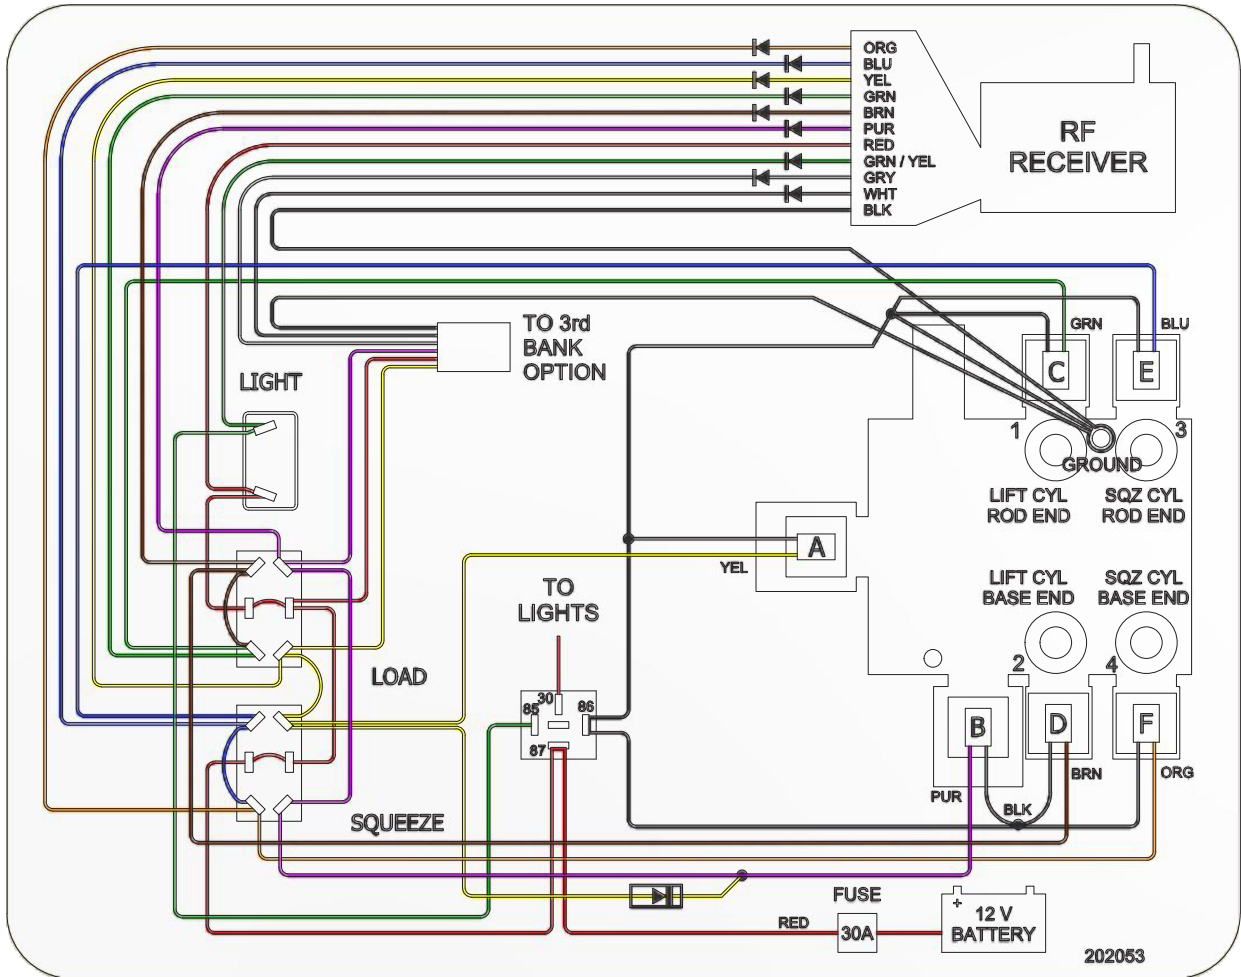 ORG
BLU
YEL
GRN
BRN
PUR
RED
GRN / YEL
GRY
WHT
BLK
RF
RECEIVER
TO 3rd
BANK
OPTION
LIGHT
GRN
BLU
C
E
1
3
GROUND
LIFT CYL
ROD END
SQZ CYL
ROD END
A
YEL
TO
LIGHTS
LIFT CYL
BASE END
SQZ CYL
BASE END
2
4
LOAD
30
85
86
87
B
D
F
PUR
BLK
BRN
ORG
SQUEEZE
FUSE
RED
30A
+
12 V
BATTERY
202053